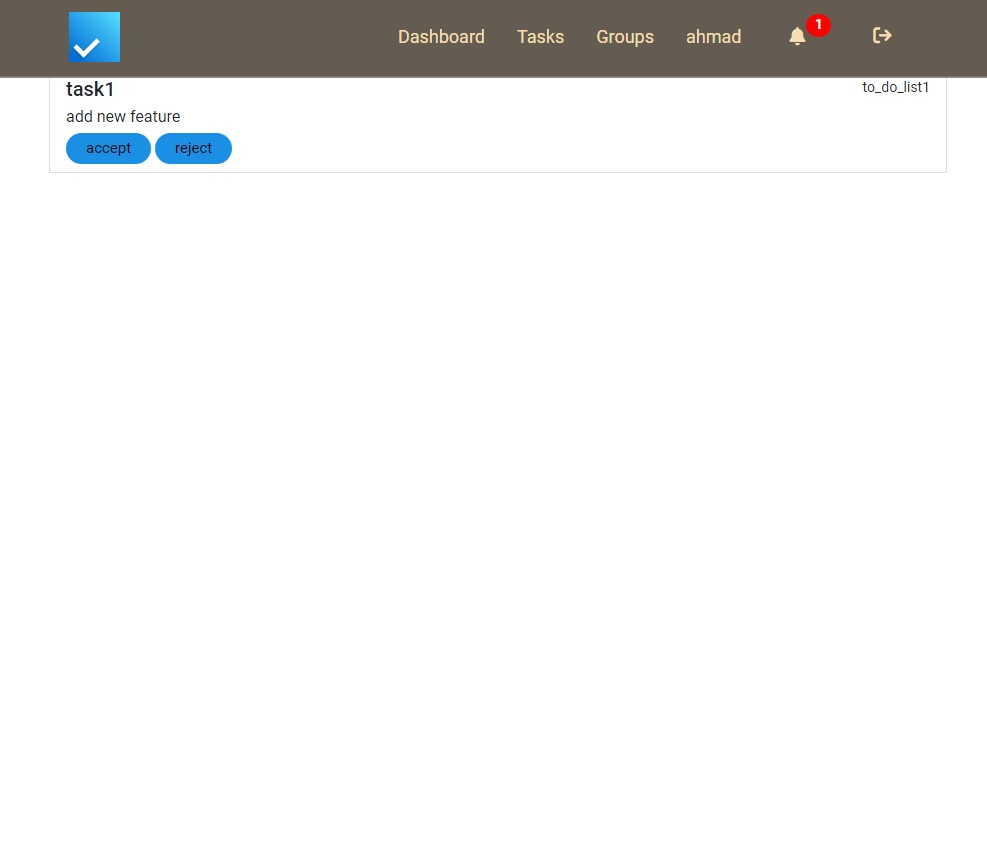 Dashboard Tasks Groups ahmad 1
task1 to_do_list1
add new feature
accept reject